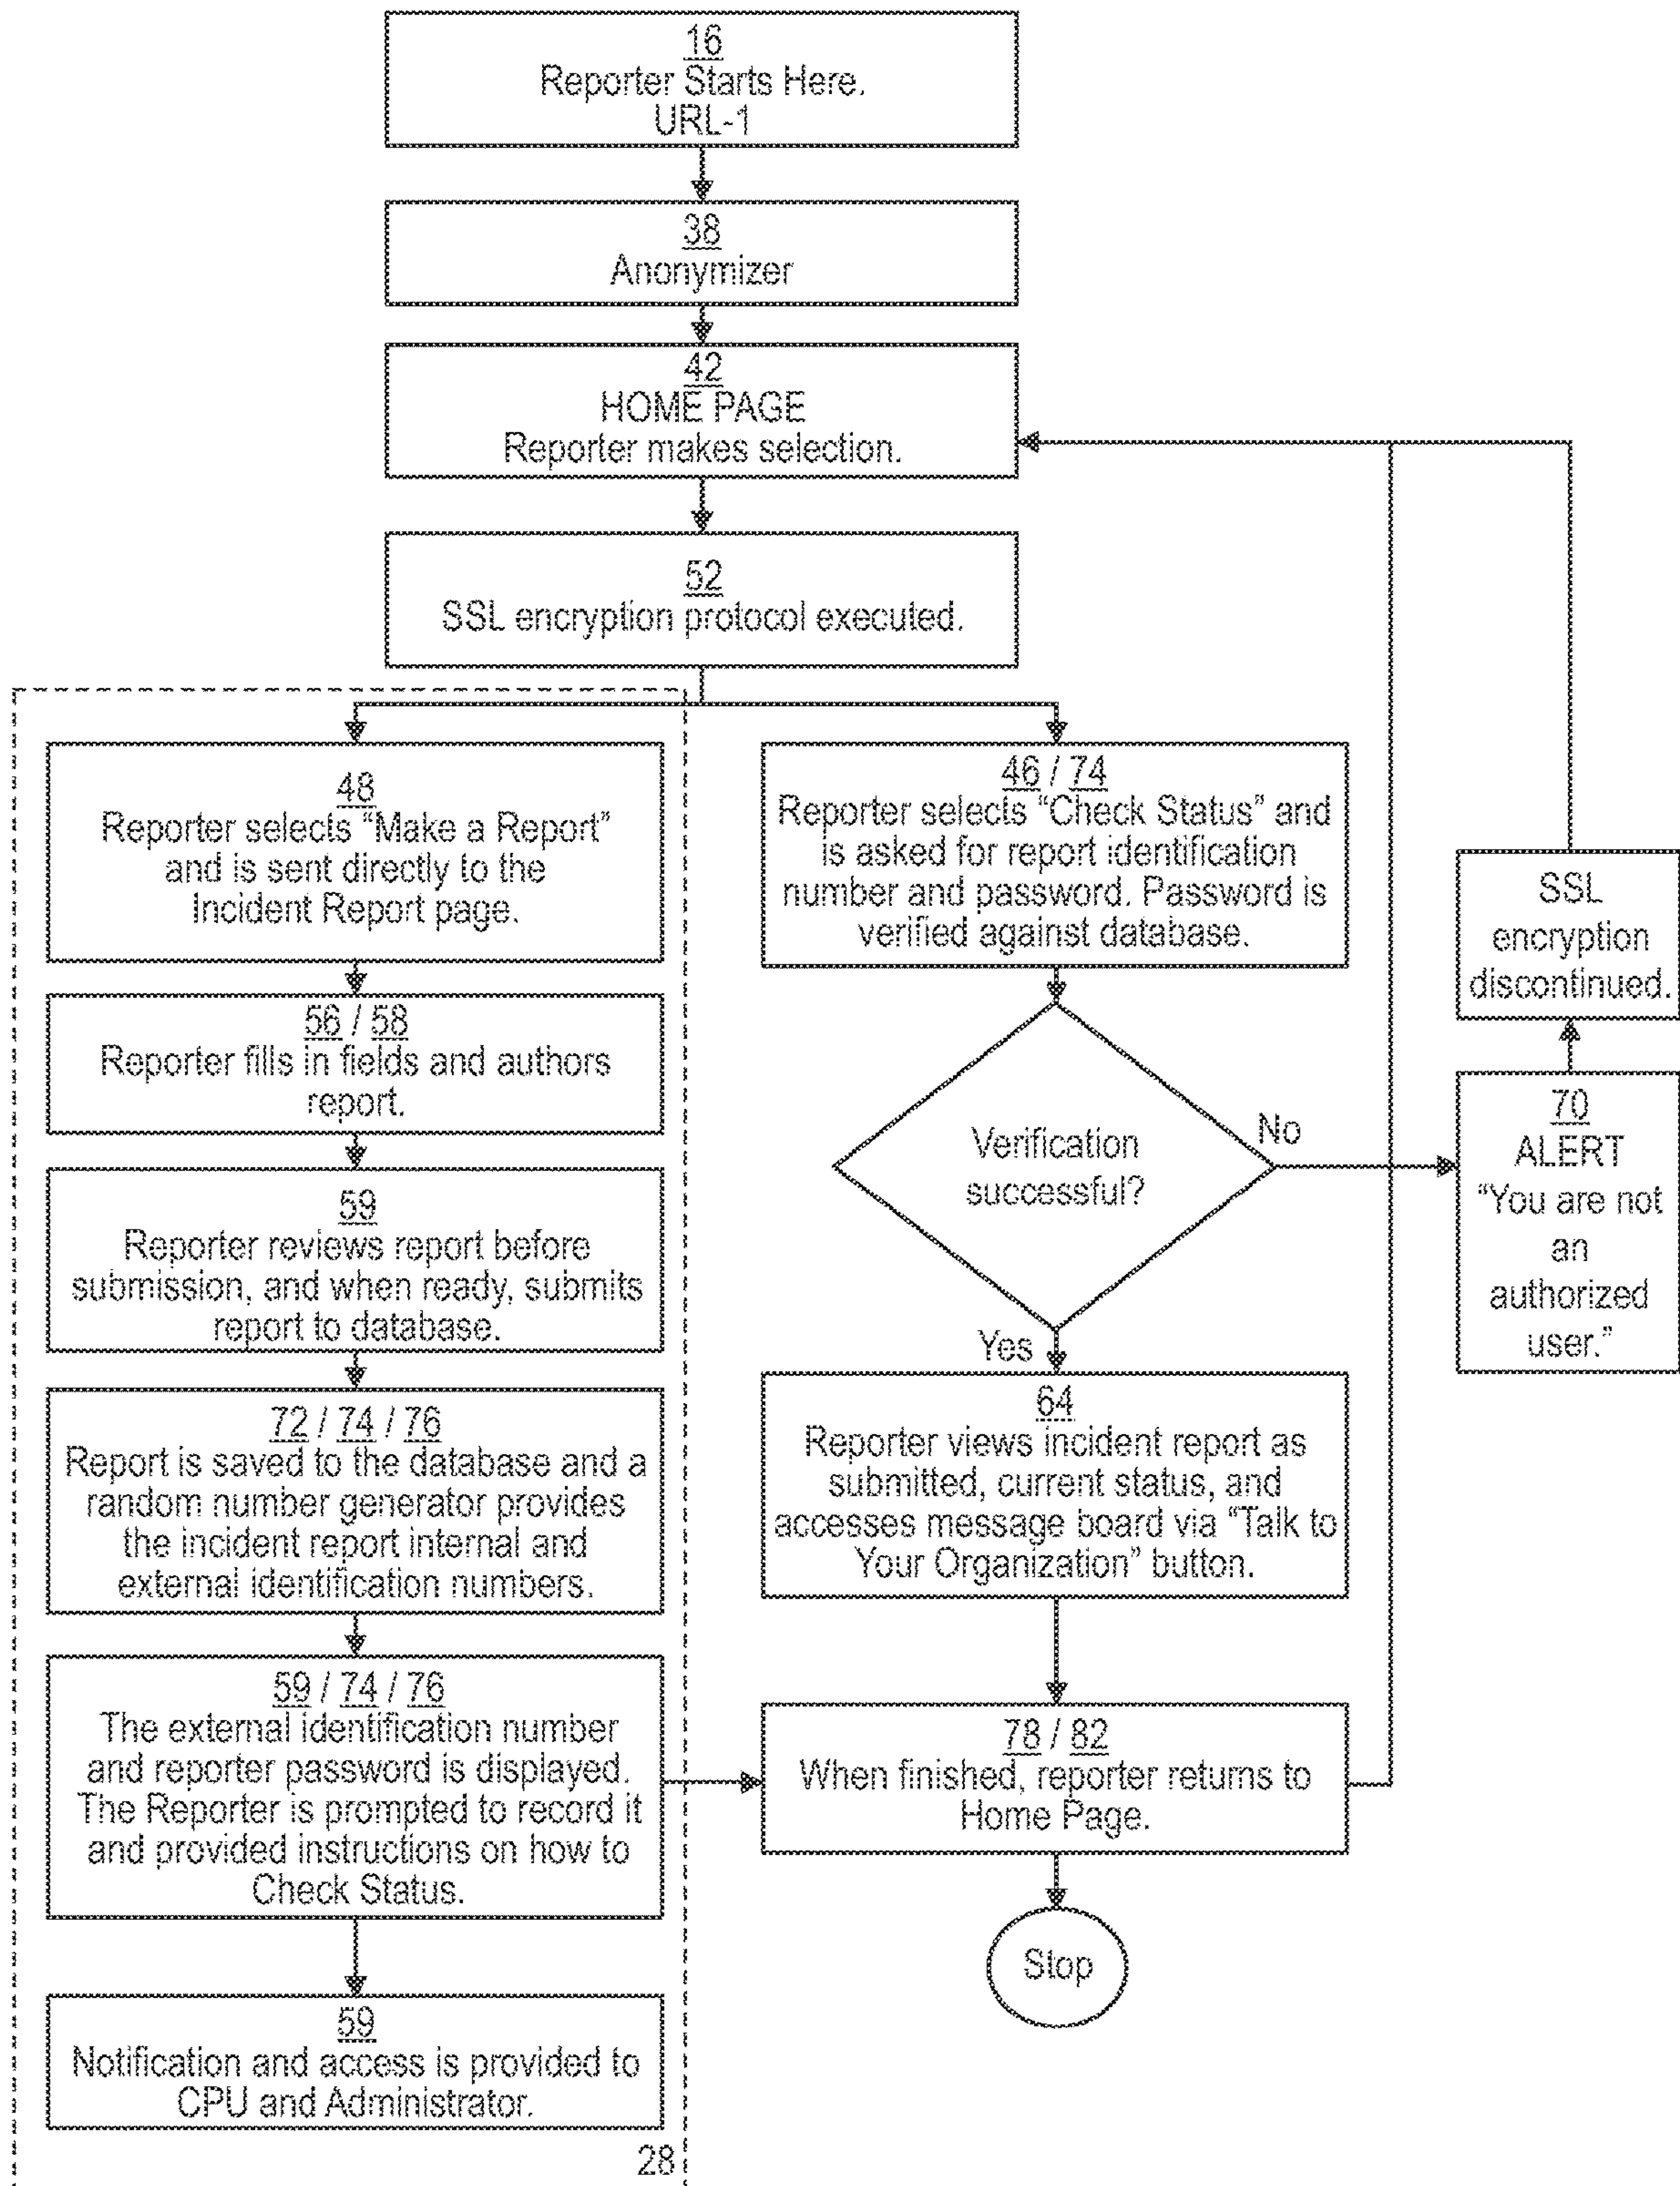 16
Reporter Starts Here.
URL-1
38
Anonymizer
42
HOME PAGE
Reporter makes selection.
52
SSL encryption protocol executed.
48
Reporter selects “Make a Report”
and is sent directly to the
Incident Report page.
56 / 58
Reporter fills in fields and authors
report.
59
Reporter reviews report before
submission, and when ready, submits
report to database.
72 / 74 / 76
Report is saved to the database and a
random number generator provides
the incident report internal and
external identification numbers.
59 / 74 / 76
The external identification number
and reporter password is displayed.
The Reporter is prompted to record it
and provided instructions on how to
Check Status.
59
Notification and access is provided to
CPU and Administrator.
28
46 / 74
Reporter selects “Check Status” and
is asked for report identification
number and password. Password is
verified against database.
Verification
successful?
No
Yes
64
Reporter views incident report as
submitted, current status, and
accesses message board via “Talk to
Your Organization” button.
78 / 82
When finished, reporter returns to
Home Page.
Stop
SSL
encryption
discontinued.
70
ALERT
“You are not
an
authorized
user.”